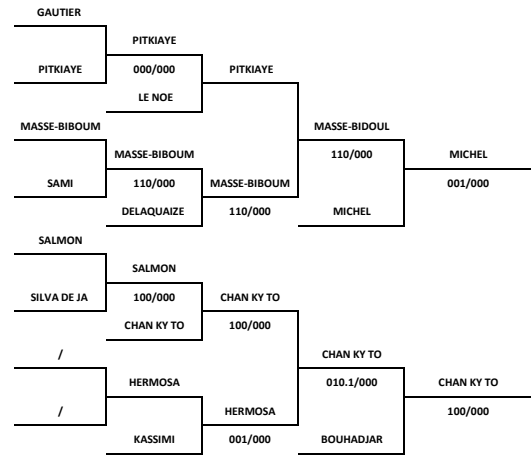 GAUTIER
PITKIAYE
PITKIAYE 000/000 PITKIAYE
LE NOE
MASSE-BIBOUM MASSE-BIDOUL
MASSE-BIBOUM 110/000 MICHEL
SAMI 110/000 MASSE-BIBOUM 001/000
DELAQUAIZE 110/000 MICHEL
SALMON
SALMON
SILVA DE JA 100/000 CHAN KY TO
CHAN KY TO 100/000
/ CHAN KY TO
HERMOSA 010.1/000 CHAN KY TO
/ HERMOSA 100/000
KASSIMI 001/000 BOUHADJAR